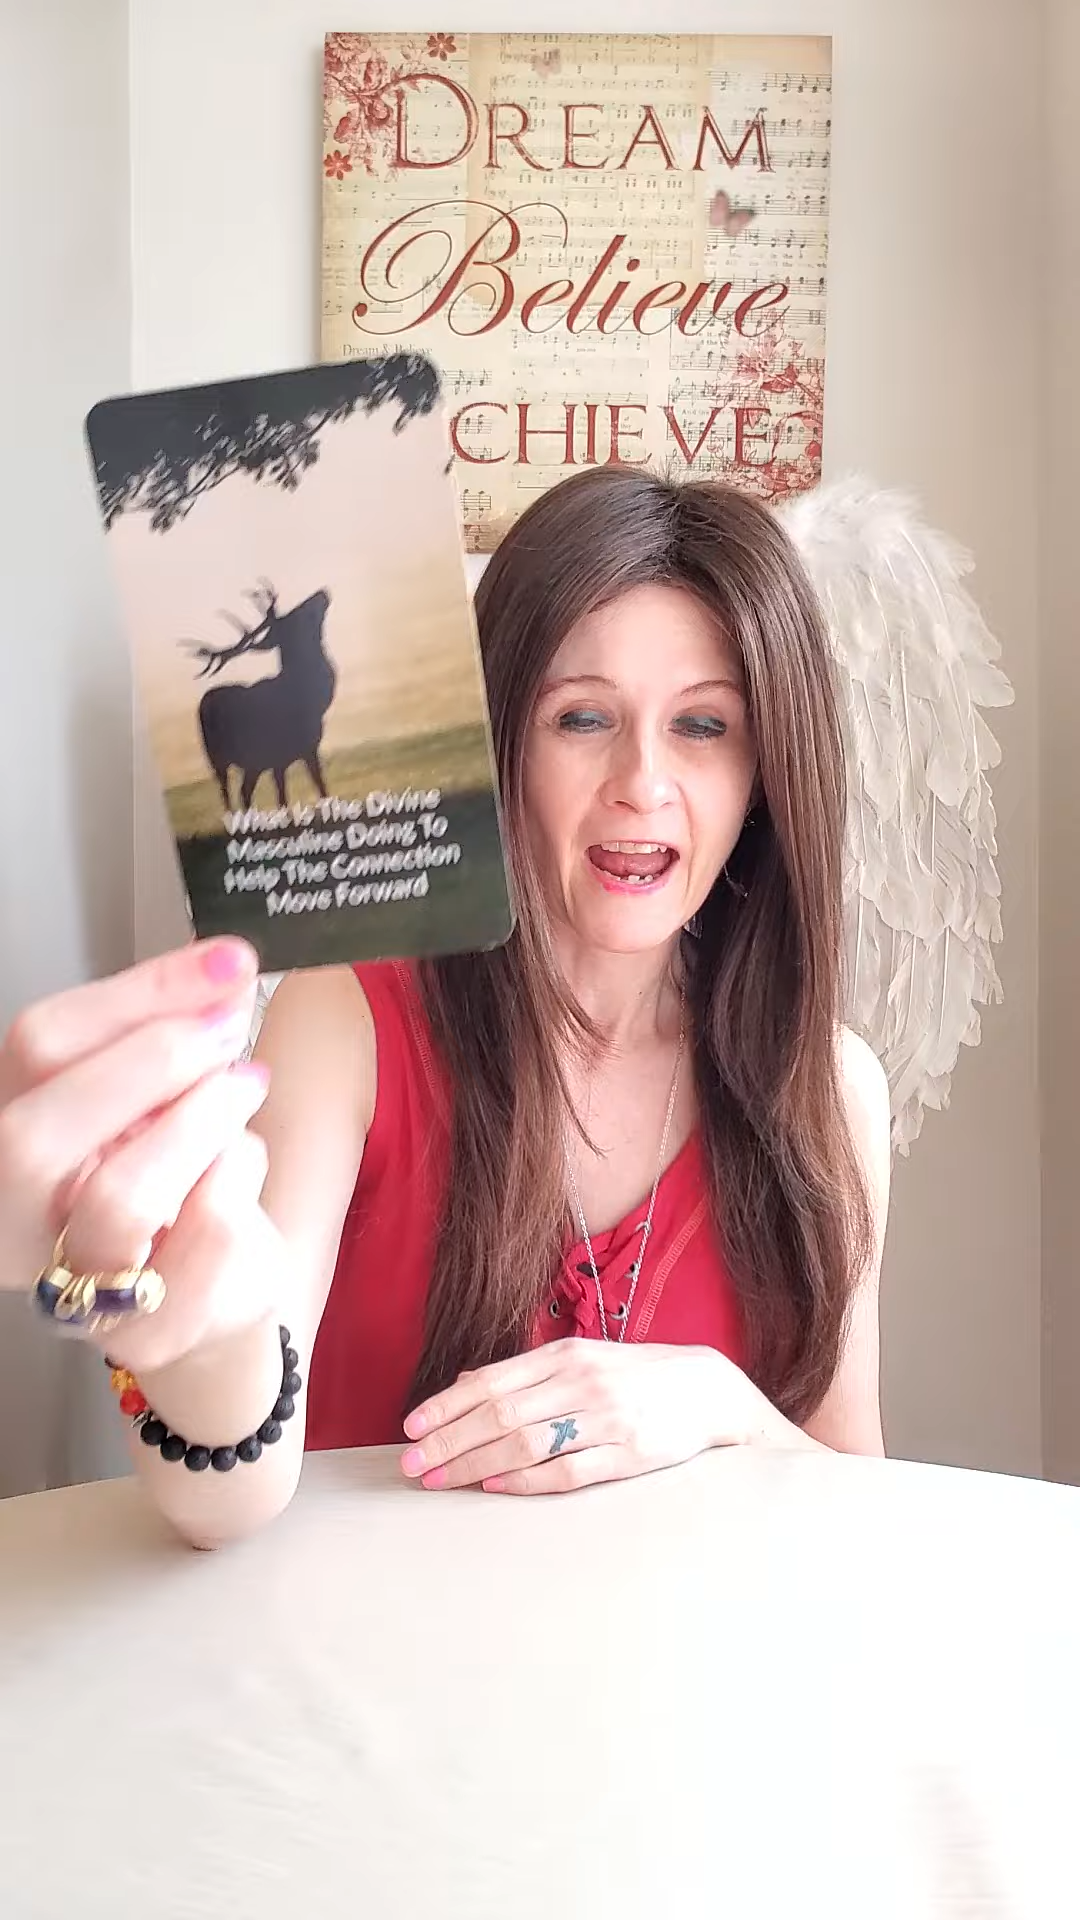 DREAM
Believe
CHIEVE
Dream & Believe
What Is The Divine
Masculine Doing To
Help The Connection
Move Forward